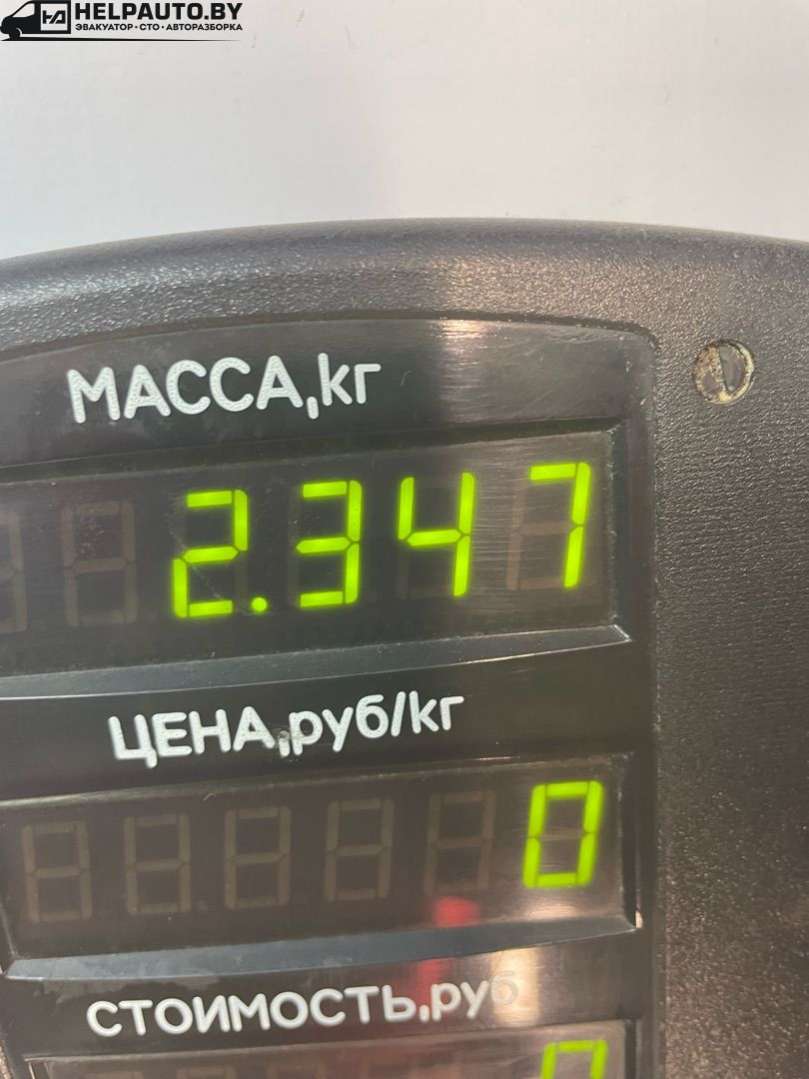 HELPAUTO.BY
ЭВАКУАТОР·СТО·АВТОРАЗБОРКА
МАССА,кг
2.347
ЦЕНА,руб/кг
0
СТОИМОСТЬ,руб
0